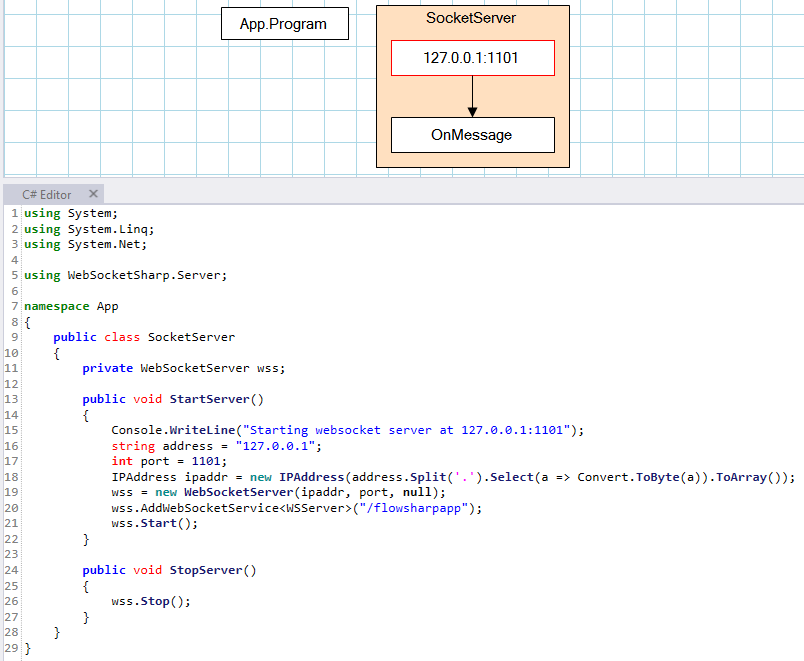 App.Program
SocketServer
127.0.0.1:1101
OnMessage
C# Editor ✕
1 using System;
2 using System.Linq;
3 using System.Net;
4
5 using WebSocketSharp.Server;
6
7 namespace App
8 {
9     public class SocketServer
10     {
11         private WebSocketServer wss;
12
13         public void StartServer()
14         {
15             Console.WriteLine("Starting websocket server at 127.0.0.1:1101");
16             string address = "127.0.0.1";
17             int port = 1101;
18             IPAddress ipaddr = new IPAddress(address.Split('.').Select(a => Convert.ToByte(a)).ToArray());
19             wss = new WebSocketServer(ipaddr, port, null);
20             wss.AddWebSocketService<WSServer>("/flowsharpapp");
21             wss.Start();
22         }
23
24         public void StopServer()
25         {
26             wss.Stop();
27         }
28     }
29 }